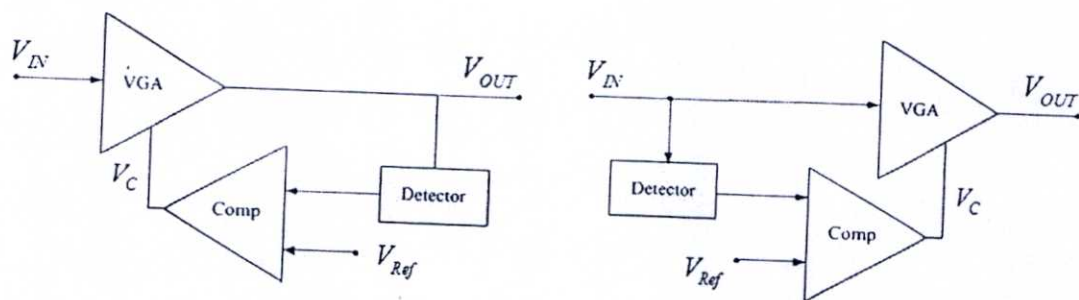 V_IN
VGA
V_OUT
V_C
Comp
Detector
V_Ref
V_IN
VGA
V_OUT
Detector
V_C
Comp
V_Ref